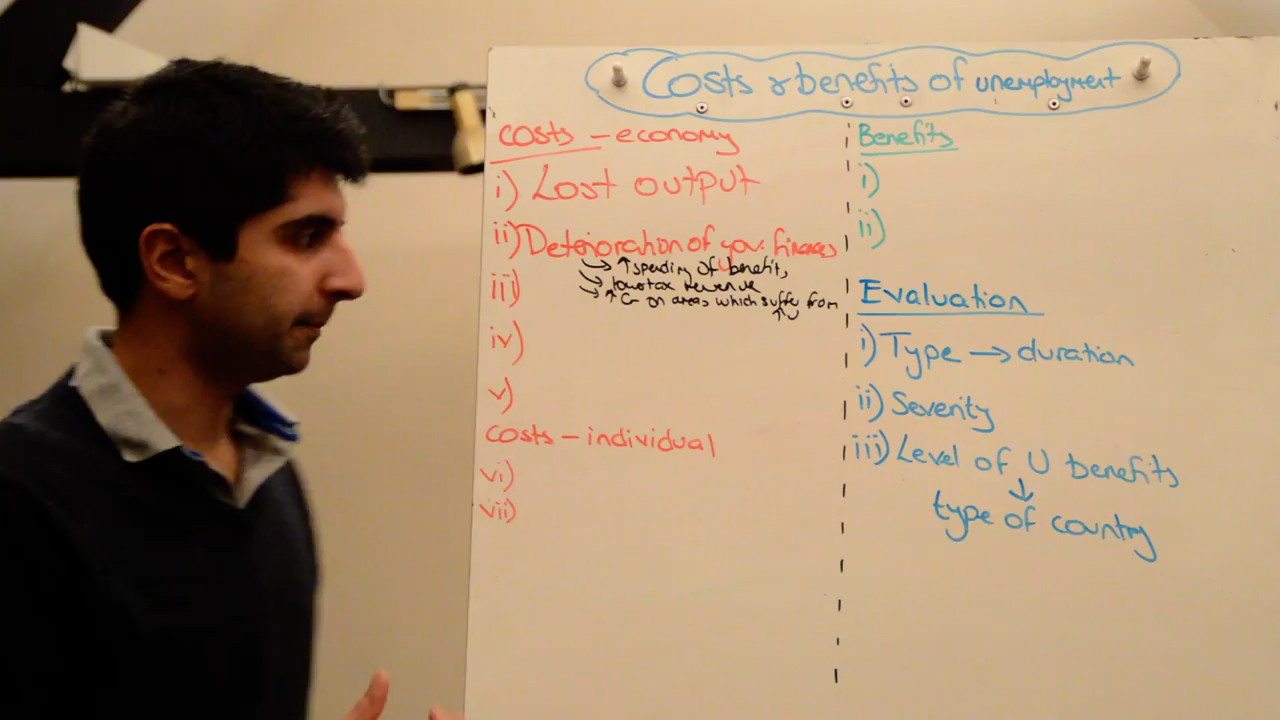 Costs & benefits of unemployment
Costs - economy
i) Lost output
ii) Deterioration of gov. finances
→ ↑ spending of benefits
→ low tax revenue
→ ↑ G on areas which suffer from
↑U
iii)
iv)
v)
Costs - individual
vi)
vii)
Benefits
i)
ii)
Evaluation
i) Type → duration
ii) Severity
iii) Level of U benefits
↓
type of country